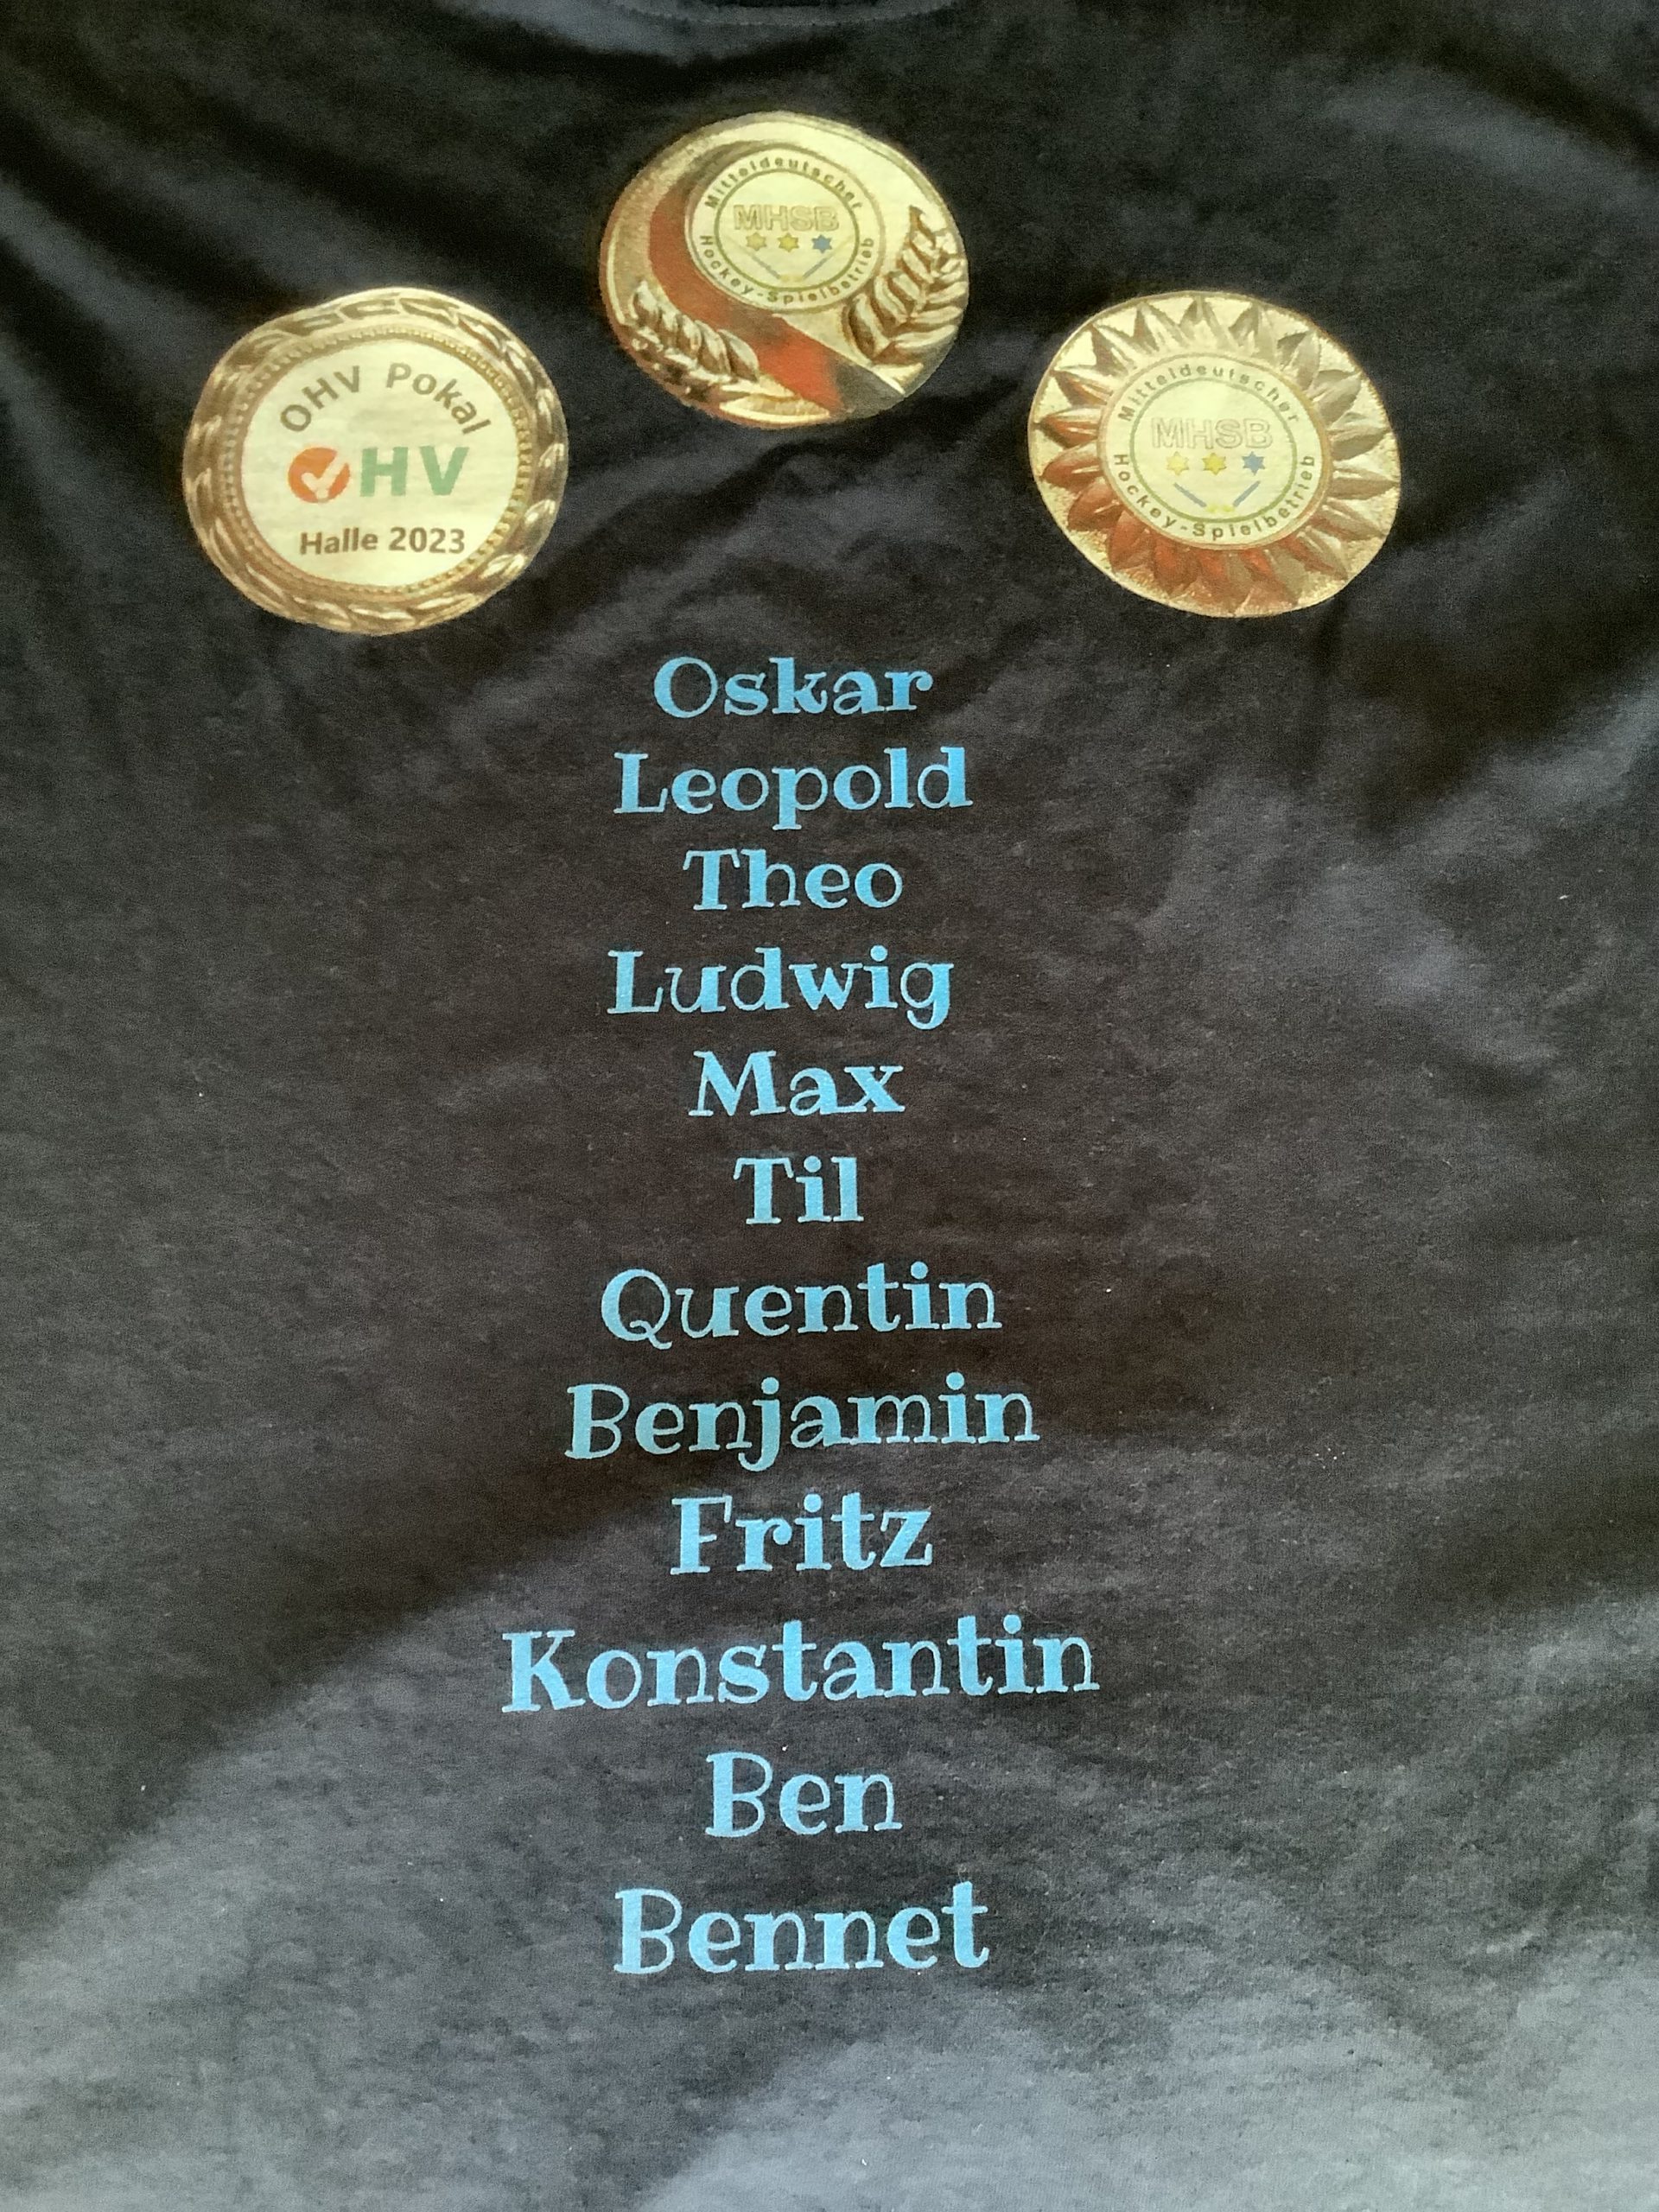 Mitteldeutscher
MHSB
Hockey-Spielbetrieb
OHV Pokal
OHV
Halle 2023
Mitteldeutscher
MHSB
Hockey-Spielbetrieb
Oskar
Leopold
Theo
Ludwig
Max
Til
Quentin
Benjamin
Fritz
Konstantin
Ben
Bennet